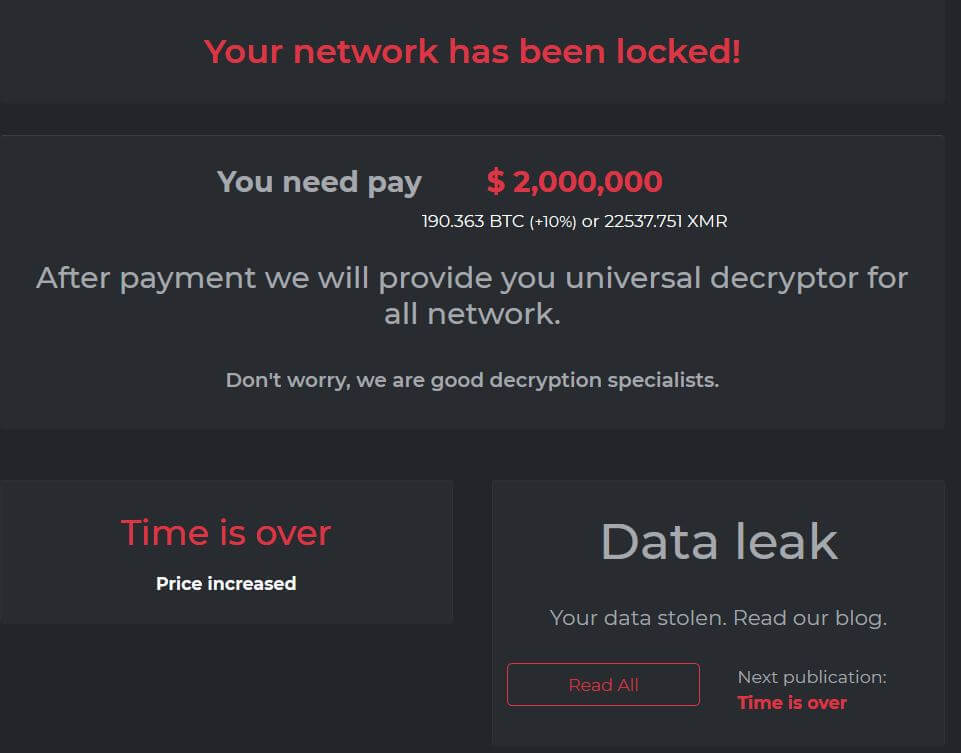 Your network has been locked!
You need pay $ 2,000,000
190.363 BTC (+10%) or 22537.751 XMR
After payment we will provide you universal decryptor for
all network.
Don't worry, we are good decryption specialists.
Time is over
Price increased
Data leak
Your data stolen. Read our blog.
Read All
Next publication:
Time is over